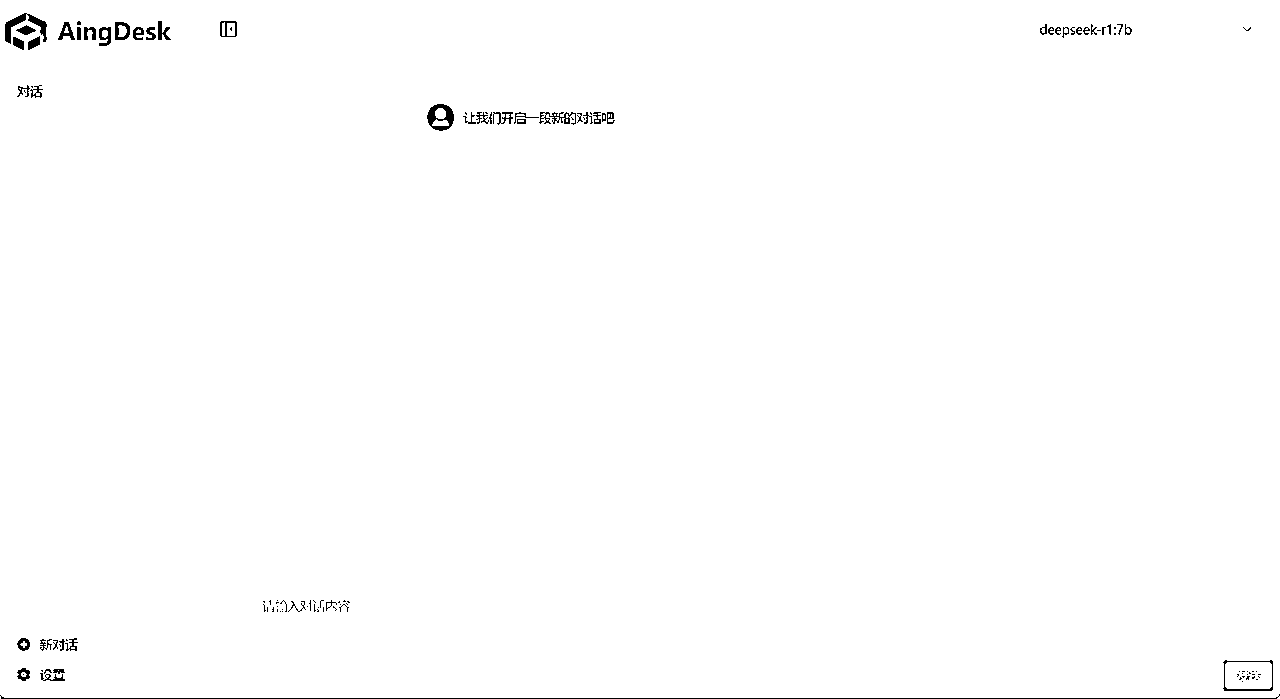 AingDesk
deepseek-r1:7b
对话
让我们开启一段新的对话吧
请输入对话内容
新对话
设置